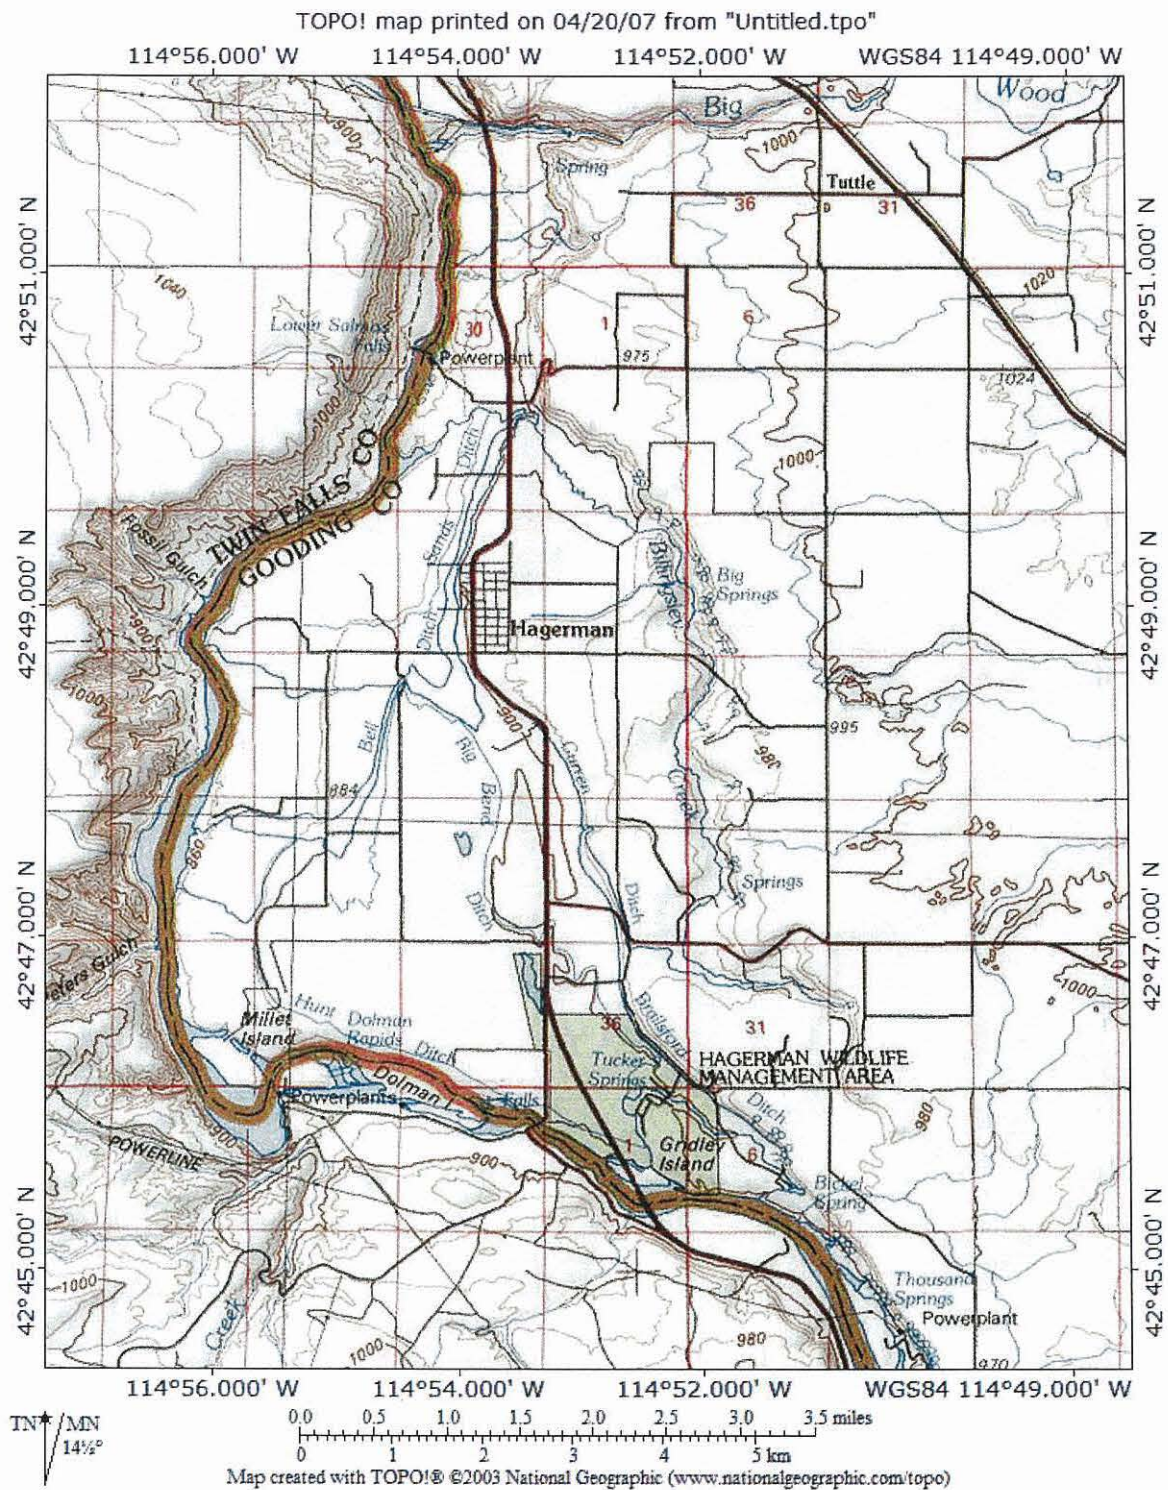 TOPO! map printed on 04/20/07 from "Untitled.tpo"
114°56.000' W 114°54.000' W 114°52.000' W WGS84 114°49.000' W
Big
Wood
900
1000
Spring
Tuttle
36
31
42°51.000' N
42°51.000' N
1040
1020
Lower Salmon
Falls
30
1
6
Powerplant
975
1024
1000
TWIN FALLS CO
GOODING CO
Ditch
1000
Sands
Fossil Gulch
Billingsley
Big
Springs
42°49.000' N
42°49.000' N
900
Ditch
Hagerman
1000
900
Bell
Big
Curren
985
980
884
Bend
Creek
860
Ditch
Ditch
Springs
42°47.000' N
42°47.000' N
Gulch
1000
Millet
Island
Hunt
Dolman
Rapids
Ditch
36
Brailsford
31
Tucker
Springs
HAGERMAN WILDLIFE
MANAGEMENT AREA
Dolman
Powerplants
Falls
Ditch
980
900
POWERLINE
900
1
Gridley
Island
6
Bickel
Spring
42°45.000' N
42°45.000' N
1000
Thousand
Springs
Powerplant
Creek
1000
980
970
114°56.000' W 114°54.000' W 114°52.000' W WGS84 114°49.000' W
TN MN
14½°
0.0 0.5 1.0 1.5 2.0 2.5 3.0 3.5 miles
0 1 2 3 4 5 km
Map created with TOPO!® ©2003 National Geographic (www.nationalgeographic.com/topo)